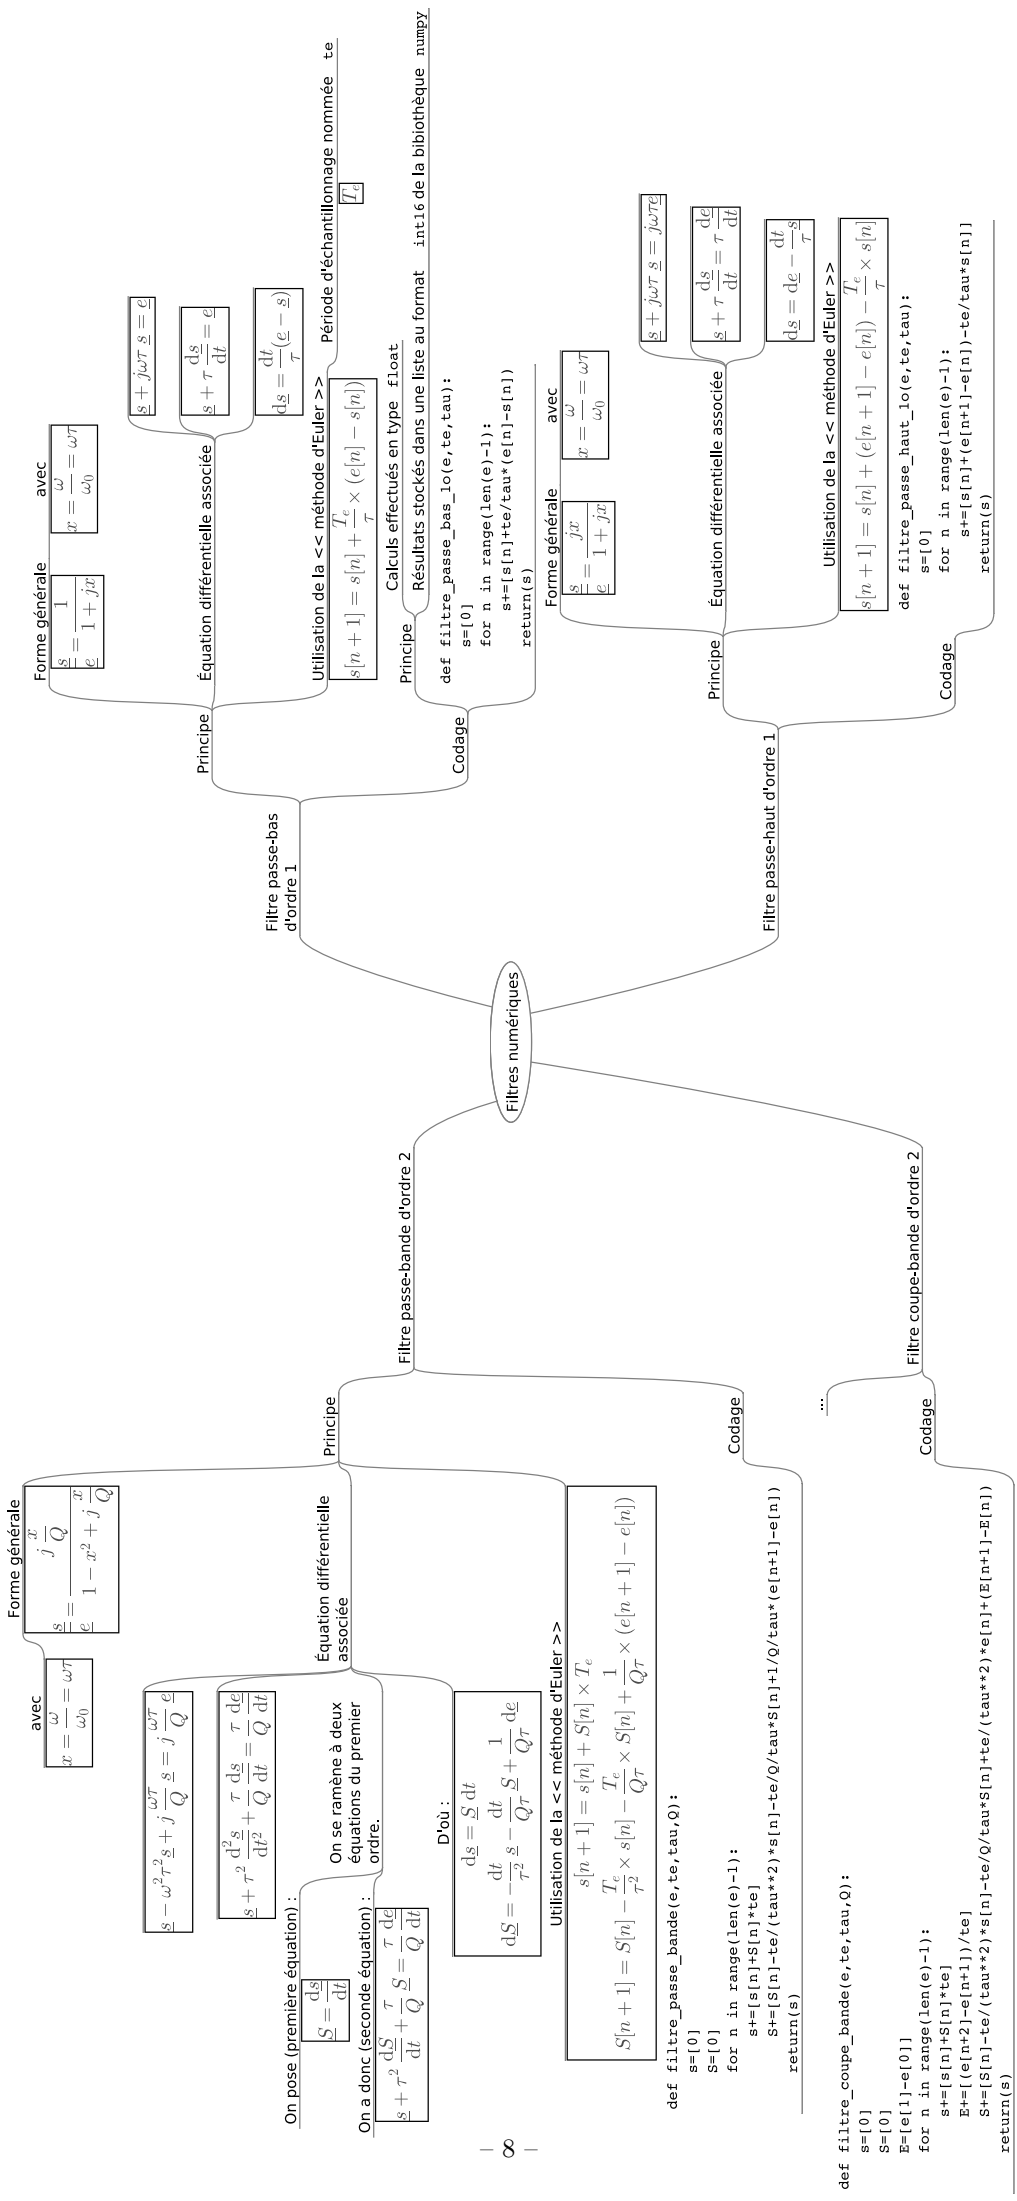 Filtres numériques
Filtre passe-bas
d'ordre 1
Principe
Forme générale
s/e = 1/(1 + jx)
avec
x = ω/ω₀ = ωτ
Équation différentielle associée
s + jωτ s = e
s + τ ds/dt = e
ds = dt/τ (e − s)
Utilisation de la << méthode d'Euler >>
s[n + 1] = s[n] + Tₑ/τ × (e[n] − s[n])
Période d'échantillonnage nommée te
Tₑ
Codage
Principe
Calculs effectués en type float
Résultats stockés dans une liste au format int16 de la bibiothèque numpy
def filtre_passe_bas_lo(e,te,tau):
s=[0]
for n in range(len(e)-1):
s+=[s[n]+te/tau*(e[n]-s[n])
return(s)
Filtre passe-haut d'ordre 1
Principe
Forme générale
s/e = jx/(1 + jx)
avec
x = ω/ω₀ = ωτ
Équation différentielle associée
s + jωτ s = jωτe
s + τ ds/dt = τ de/dt
ds = de − dt/τ s
Utilisation de la << méthode d'Euler >>
s[n + 1] = s[n] + (e[n + 1] − e[n]) − Tₑ/τ × s[n]
Codage
def filtre_passe_haut_lo(e,te,tau):
s=[0]
for n in range(len(e)-1):
s+=[s[n]+(e[n+1]-e[n])-te/tau*s[n]]
return(s)
Filtre passe-bande d'ordre 2
Principe
Forme générale
s/e = (j x/Q)/(1 − x² + j x/Q)
avec
x = ω/ω₀ = ωτ
Équation différentielle
associée
s − ω²τ²s + j ωτ/Q s = j ωτ/Q e
s + τ² d²s/dt² + τ/Q ds/dt = τ/Q de/dt
On se ramène à deux
équations du premier
ordre.
On pose (première équation) :
S = ds/dt
On a donc (seconde équation) :
s + τ² dS/dt + τ/Q S = τ/Q de/dt
D'où :
ds = S dt
dS = − dt/τ² s − dt/Qτ S + 1/Qτ de
Utilisation de la << méthode d'Euler >>
s[n + 1] = s[n] + S[n] × Tₑ
S[n + 1] = S[n] − Tₑ/τ² × s[n] − Tₑ/Qτ × S[n] + 1/Qτ × (e[n + 1] − e[n])
Codage
def filtre_passe_bande(e,te,tau,Q):
s=[0]
S=[0]
for n in range(len(e)-1):
s+=[s[n]+S[n]*te]
S+=[S[n]-te/(tau**2)*s[n]-te/Q/tau*S[n]+1/Q/tau*(e[n+1]-e[n])
return(s)
Filtre coupe-bande d'ordre 2
...
Codage
def filtre_coupe_bande(e,te,tau,Q):
s=[0]
S=[0]
E=[e[1]-e[0]]
for n in range(len(e)-1):
s+=[s[n]+S[n]*te]
E+=[(e[n+2]-e[n+1])/te]
S+=[S[n]-te/(tau**2)*s[n]-te/Q/tau*S[n]+te/(tau**2)*e[n]+(E[n+1]-E[n])
return(s)
– 8 –